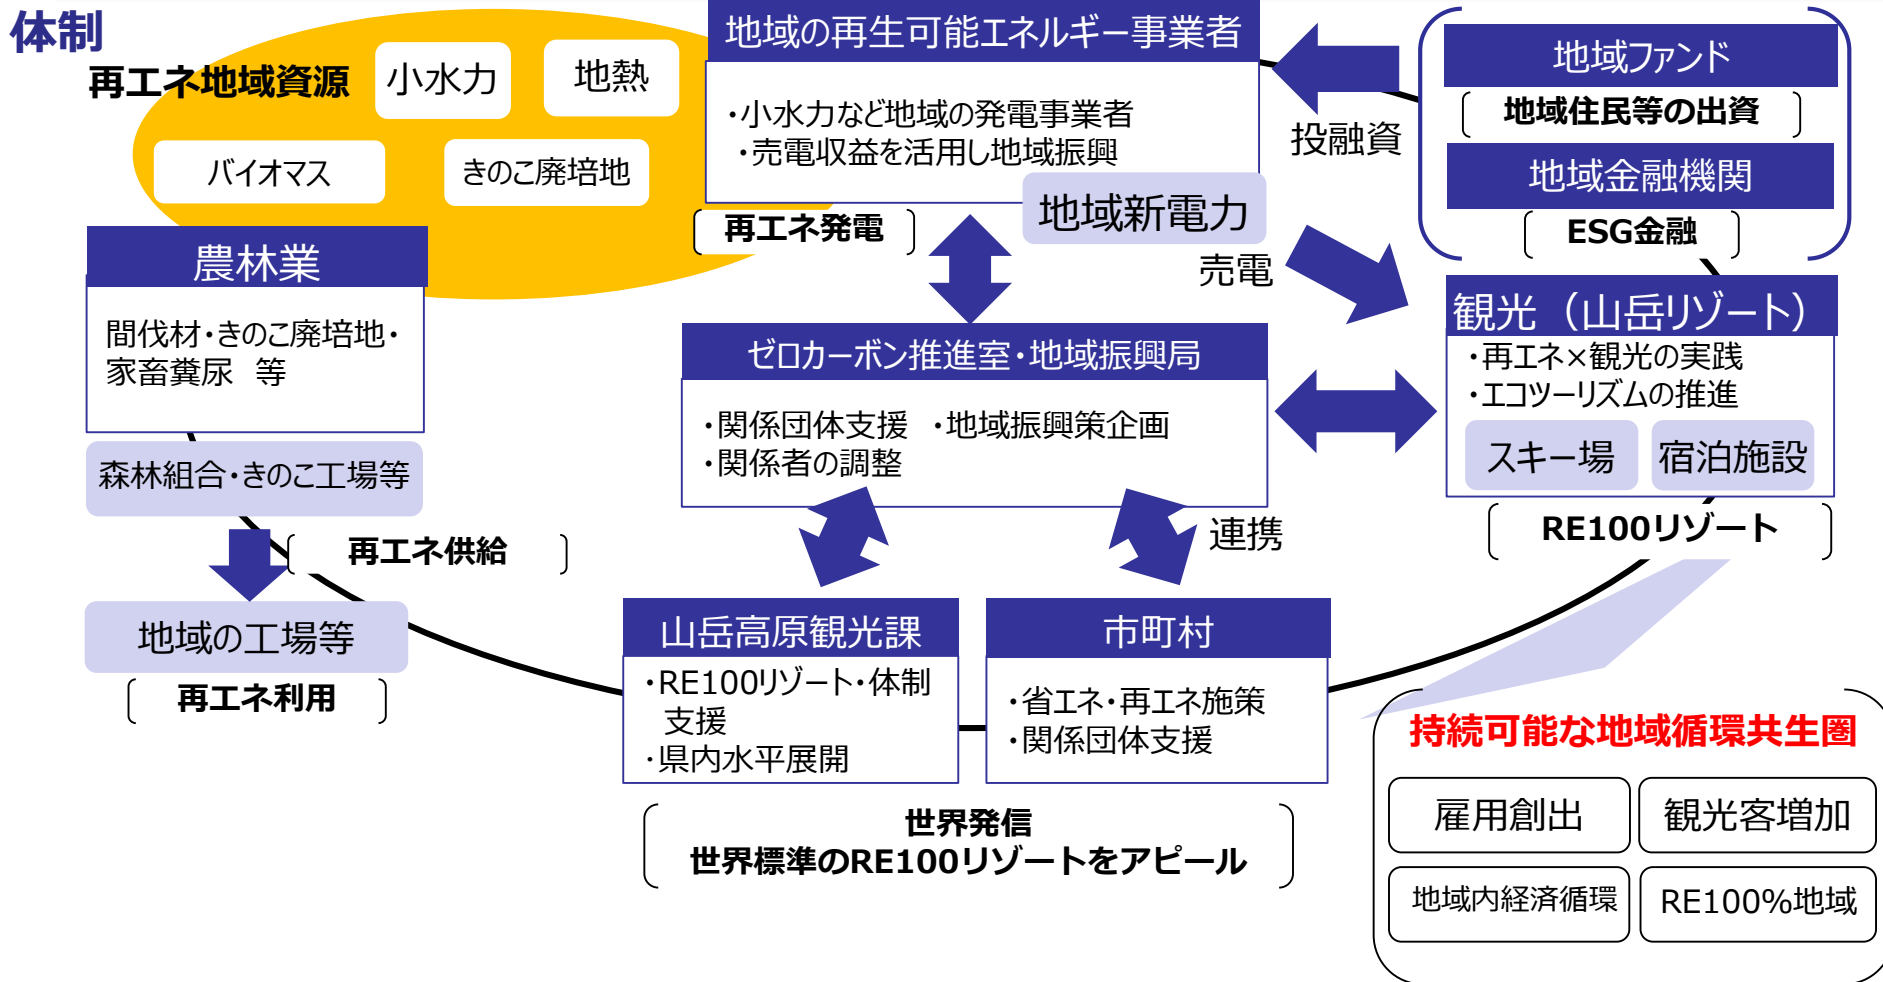 体制
再エネ地域資源
小水力
地熱
バイオマス
きのこ廃培地
地域の再生可能エネルギー事業者
・小水力など地域の発電事業者
・売電収益を活用し地域振興
地域新電力
再エネ発電
投融資
地域ファンド
地域住民等の出資
地域金融機関
ESG金融
売電
農林業
間伐材・きのこ廃培地・
家畜糞尿　等
森林組合・きのこ工場等
再エネ供給
地域の工場等
再エネ利用
ゼロカーボン推進室・地域振興局
・関係団体支援　・地域振興策企画
・関係者の調整
観光（山岳リゾート）
・再エネ×観光の実践
・エコツーリズムの推進
スキー場
宿泊施設
RE100リゾート
連携
山岳高原観光課
・RE100リゾート・体制
支援
・県内水平展開
市町村
・省エネ・再エネ施策
・関係団体支援
世界発信
世界標準のRE100リゾートをアピール
持続可能な地域循環共生圏
雇用創出
観光客増加
地域内経済循環
RE100%地域